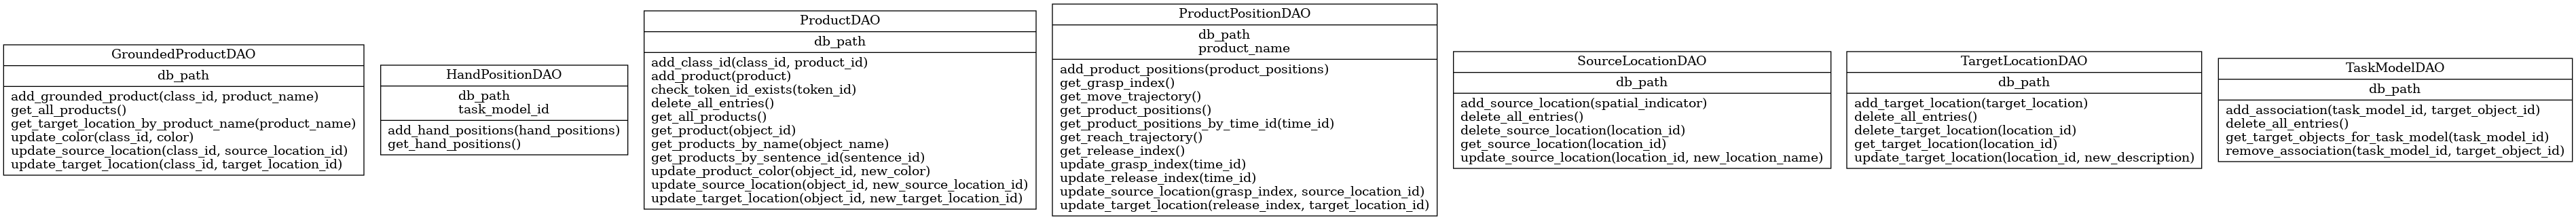 GroundedProductDAO
db_path
add_grounded_product(class_id, product_name)
get_all_products()
get_target_location_by_product_name(product_name)
update_color(class_id, color)
update_source_location(class_id, source_location_id)
update_target_location(class_id, target_location_id)
HandPositionDAO
db_path
task_model_id
add_hand_positions(hand_positions)
get_hand_positions()
ProductDAO
db_path
add_class_id(class_id, product_id)
add_product(product)
check_token_id_exists(token_id)
delete_all_entries()
get_all_products()
get_product(object_id)
get_products_by_name(object_name)
get_products_by_sentence_id(sentence_id)
update_product_color(object_id, new_color)
update_source_location(object_id, new_source_location_id)
update_target_location(object_id, new_target_location_id)
ProductPositionDAO
db_path
product_name
add_product_positions(product_positions)
get_grasp_index()
get_move_trajectory()
get_product_positions()
get_product_positions_by_time_id(time_id)
get_reach_trajectory()
get_release_index()
update_grasp_index(time_id)
update_release_index(time_id)
update_source_location(grasp_index, source_location_id)
update_target_location(release_index, target_location_id)
SourceLocationDAO
db_path
add_source_location(spatial_indicator)
delete_all_entries()
delete_source_location(location_id)
get_source_location(location_id)
update_source_location(location_id, new_location_name)
TargetLocationDAO
db_path
add_target_location(target_location)
delete_all_entries()
delete_target_location(location_id)
get_target_location(location_id)
update_target_location(location_id, new_description)
TaskModelDAO
db_path
add_association(task_model_id, target_object_id)
delete_all_entries()
get_target_objects_for_task_model(task_model_id)
remove_association(task_model_id, target_object_id)